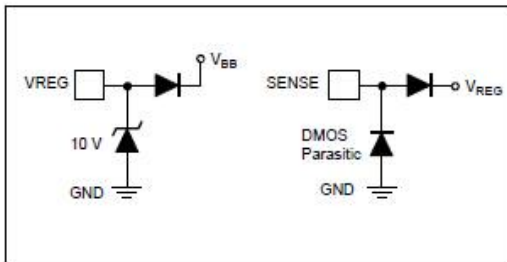 VREG
VBB
10 V
GND
SENSE
VREG
DMOS
Parasitic
GND